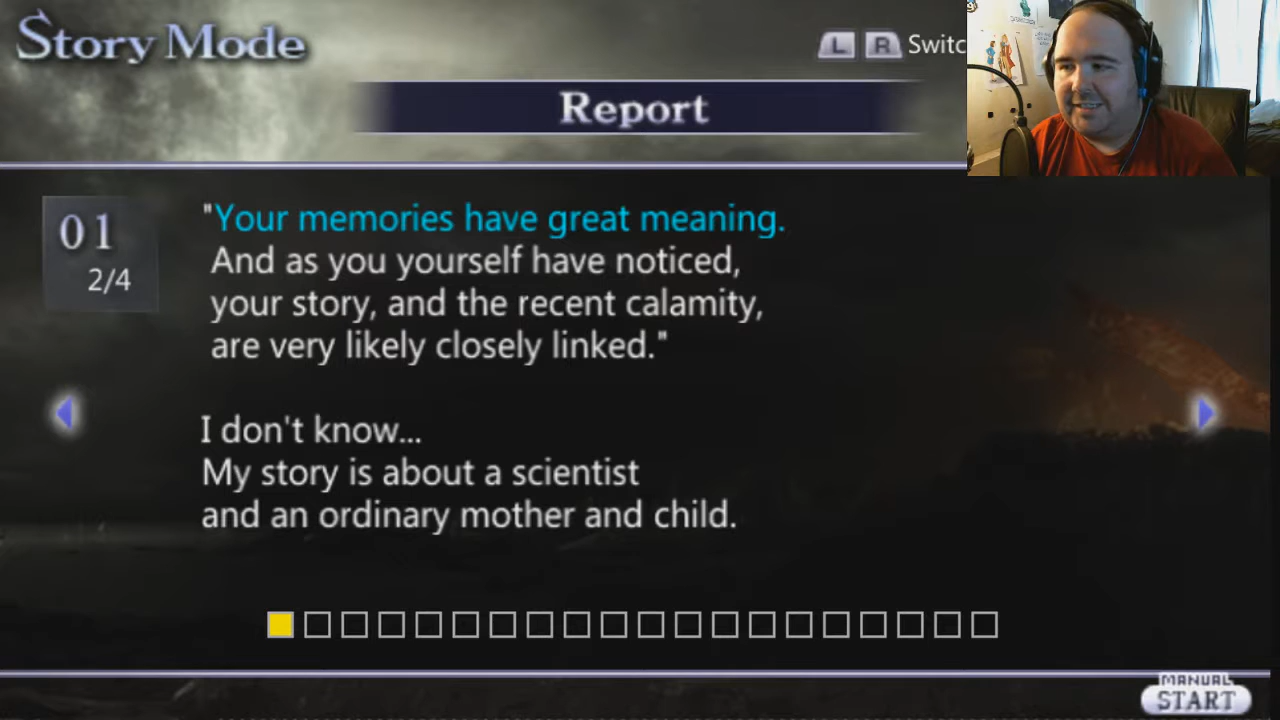 Story Mode
L R Switc
Report
01
2/4
"Your memories have great meaning.
And as you yourself have noticed,
your story, and the recent calamity,
are very likely closely linked."
I don't know...
My story is about a scientist
and an ordinary mother and child.
MANUAL
START